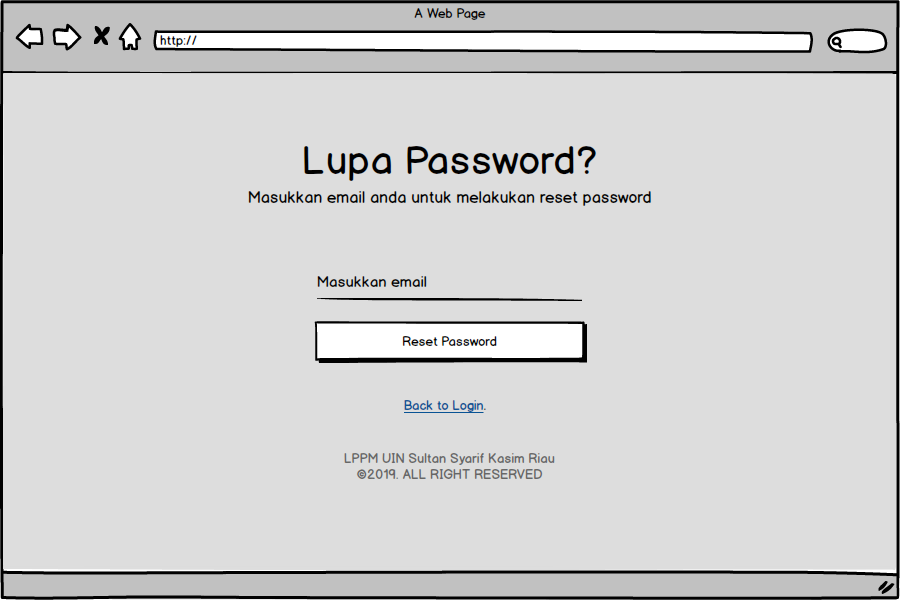 A Web Page
http://
Lupa Password?
Masukkan email anda untuk melakukan reset password
Masukkan email
Reset Password
Back to Login.
LPPM UIN Sultan Syarif Kasim Riau
©2019. ALL RIGHT RESERVED